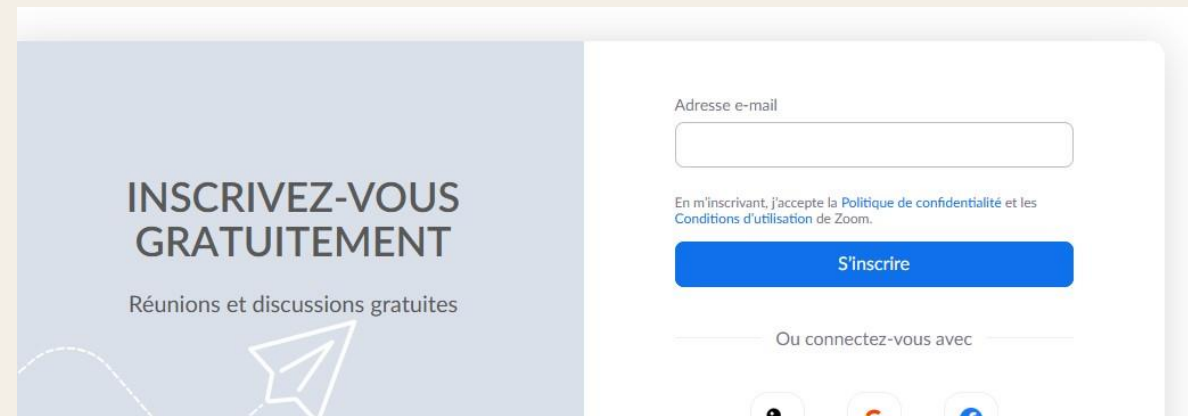 INSCRIVEZ-VOUS
GRATUITEMENT
Réunions et discussions gratuites
Adresse e-mail
En m'inscrivant, j'accepte la Politique de confidentialité et les
Conditions d'utilisation de Zoom.
S'inscrire
Ou connectez-vous avec